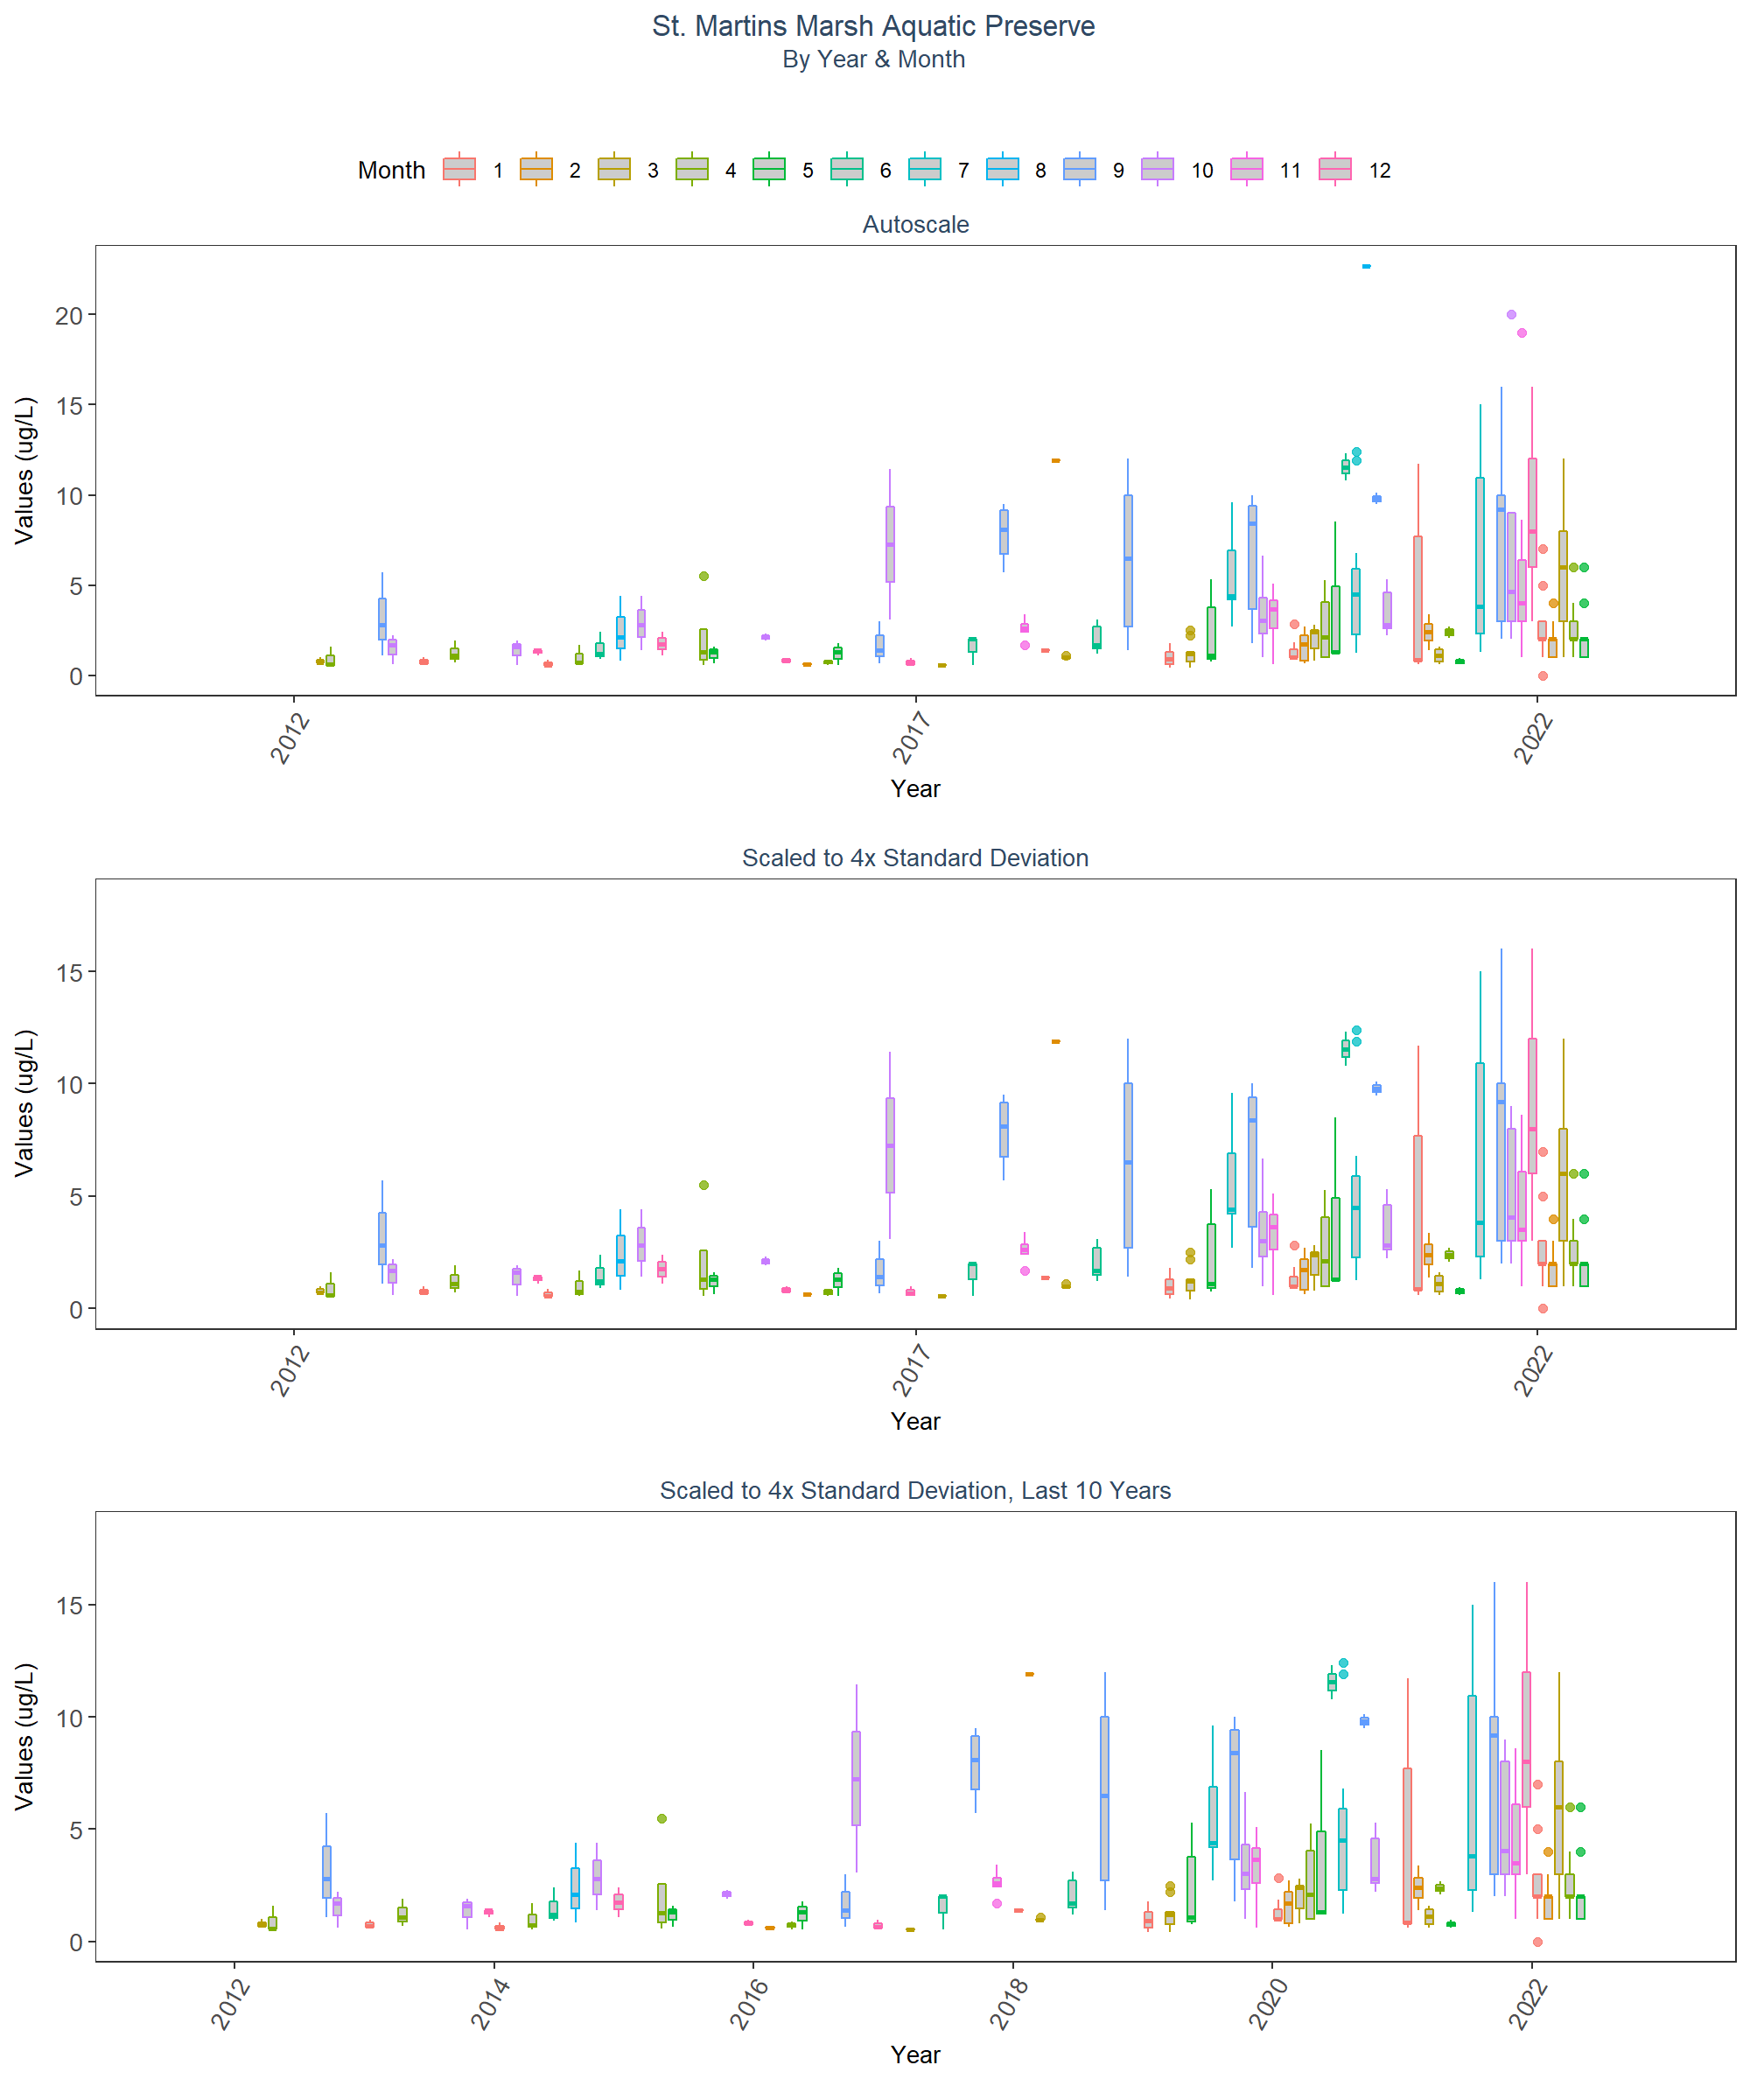 St. Martins Marsh Aquatic Preserve
By Year & Month
Month 1 2 3 4 5 6 7 8 9 10 11 12
Autoscale
Values (ug/L)
20
15
10
5
0
2012 2017 2022
Year
Scaled to 4x Standard Deviation
Values (ug/L)
15
10
5
0
2012 2017 2022
Year
Scaled to 4x Standard Deviation, Last 10 Years
Values (ug/L)
15
10
5
0
2012 2014 2016 2018 2020 2022
Year